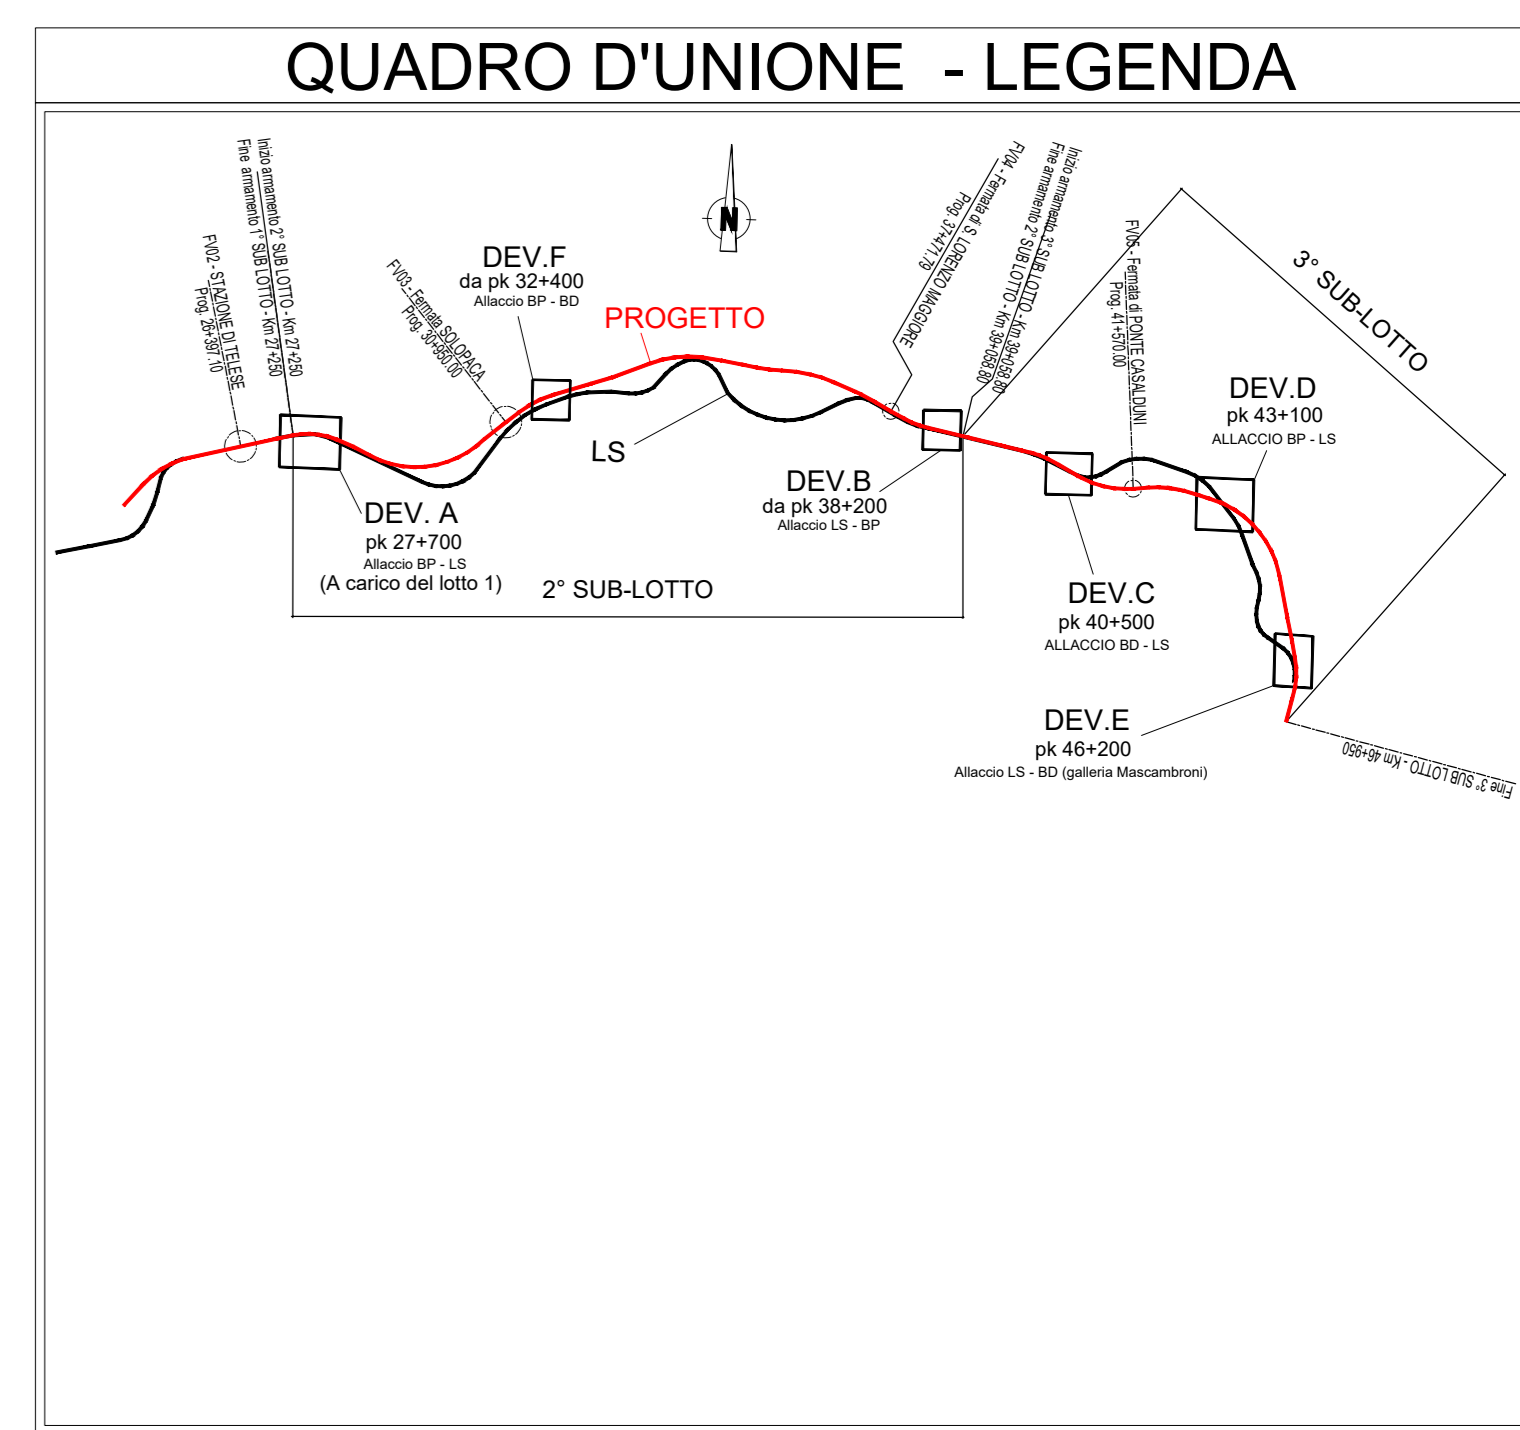 QUADRO D'UNIONE - LEGENDA
Inizio armamento 2° SUB LOTTO - Km 27+250
Fine armamento 1° SUB LOTTO - Km 27+250
FV02 - STAZIONE DI TELESE
Prog. 26+397.10
FV03 - Fermata SOLOPACA
Prog. 30+950.00
DEV.F
da pk 32+400
Allaccio BP - BD
PROGETTO
N
FV04 - Fermata di S. LORENZO MAGGIORE
Prog. 37+471.79
Inizio armamento 3° SUB LOTTO - Km 39+058.80
Fine armamento 2° SUB LOTTO - Km 39+058.80
FV05 - Fermata di PONTE CASALDUNI
Prog. 41+570.00
3° SUB-LOTTO
DEV.D
pk 43+100
ALLACCIO BP - LS
LS
DEV.B
da pk 38+200
Allaccio LS - BP
DEV. A
pk 27+700
Allaccio BP - LS
(A carico del lotto 1)
2° SUB-LOTTO
DEV.C
pk 40+500
ALLACCIO BD - LS
DEV.E
pk 46+200
Allaccio LS - BD (galleria Mascambroni)
Fine 3° SUB LOTTO - Km 46+950